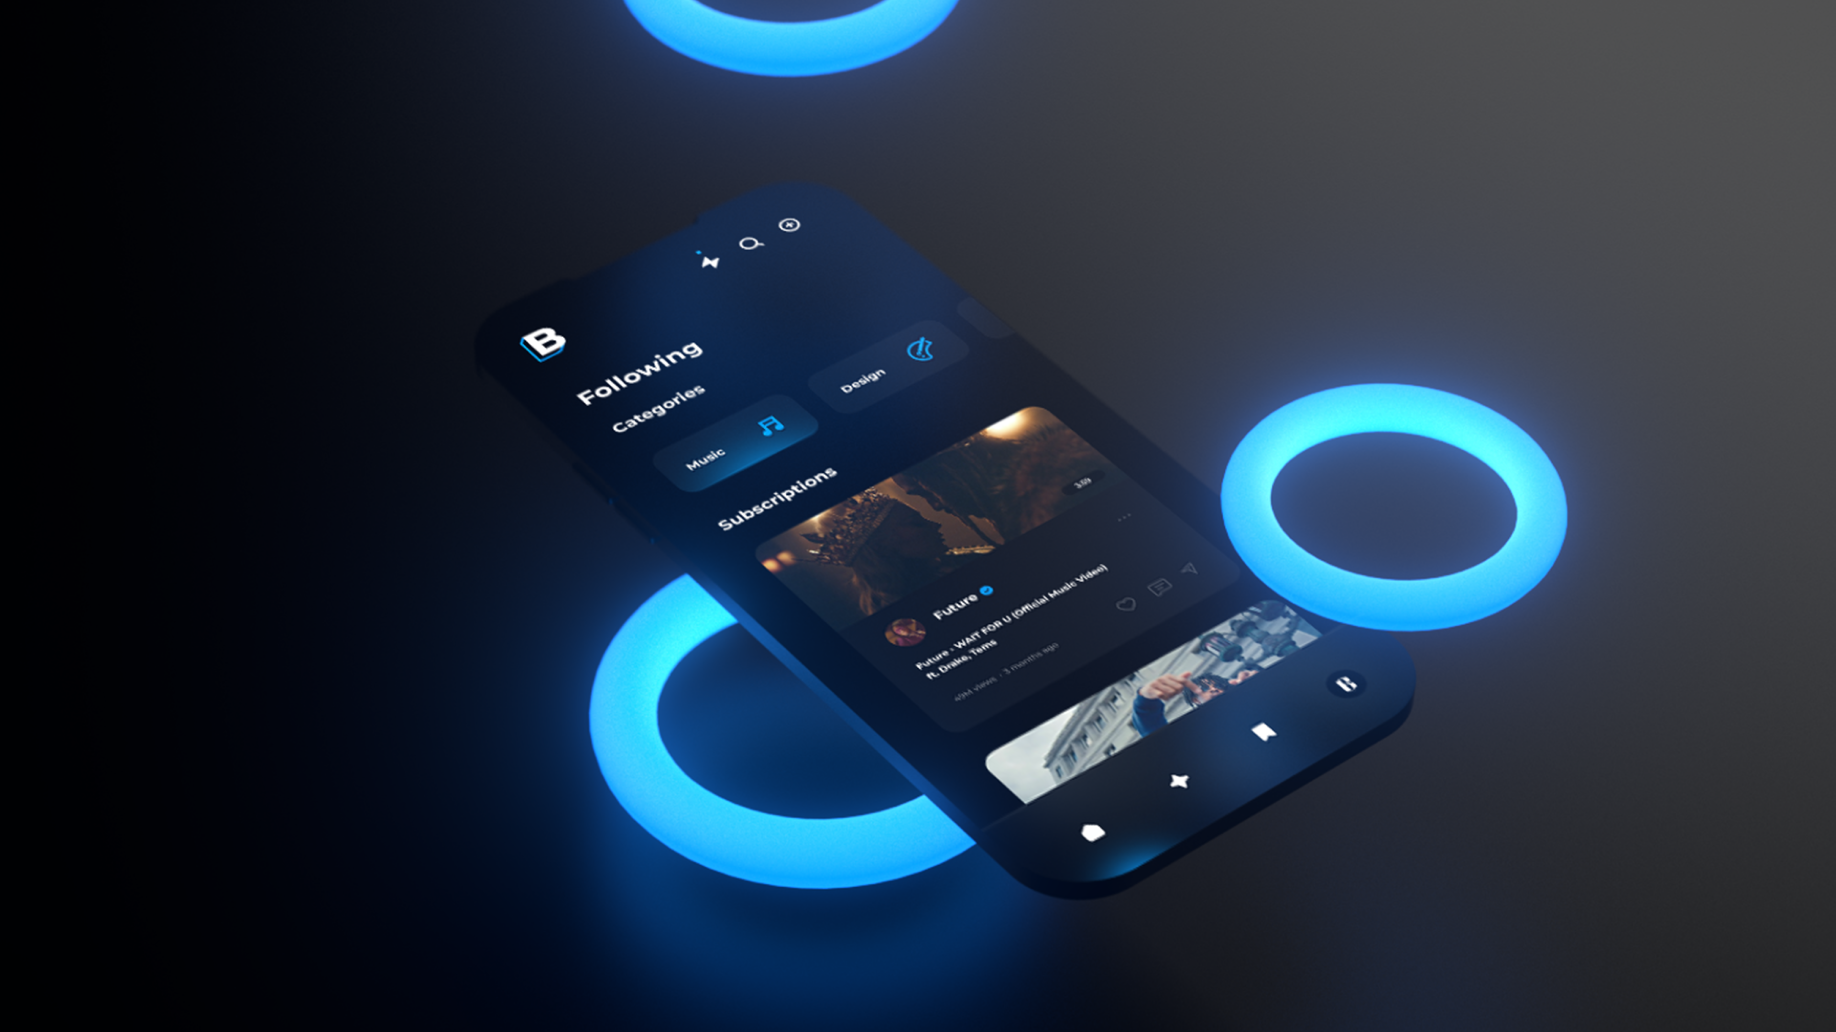 B
Following
Categories
Music
Design
Subscriptions
3:59
Future
Future - WAIT FOR U (Official Music Video)
ft. Drake, Tems
49M views · 3 months ago
B